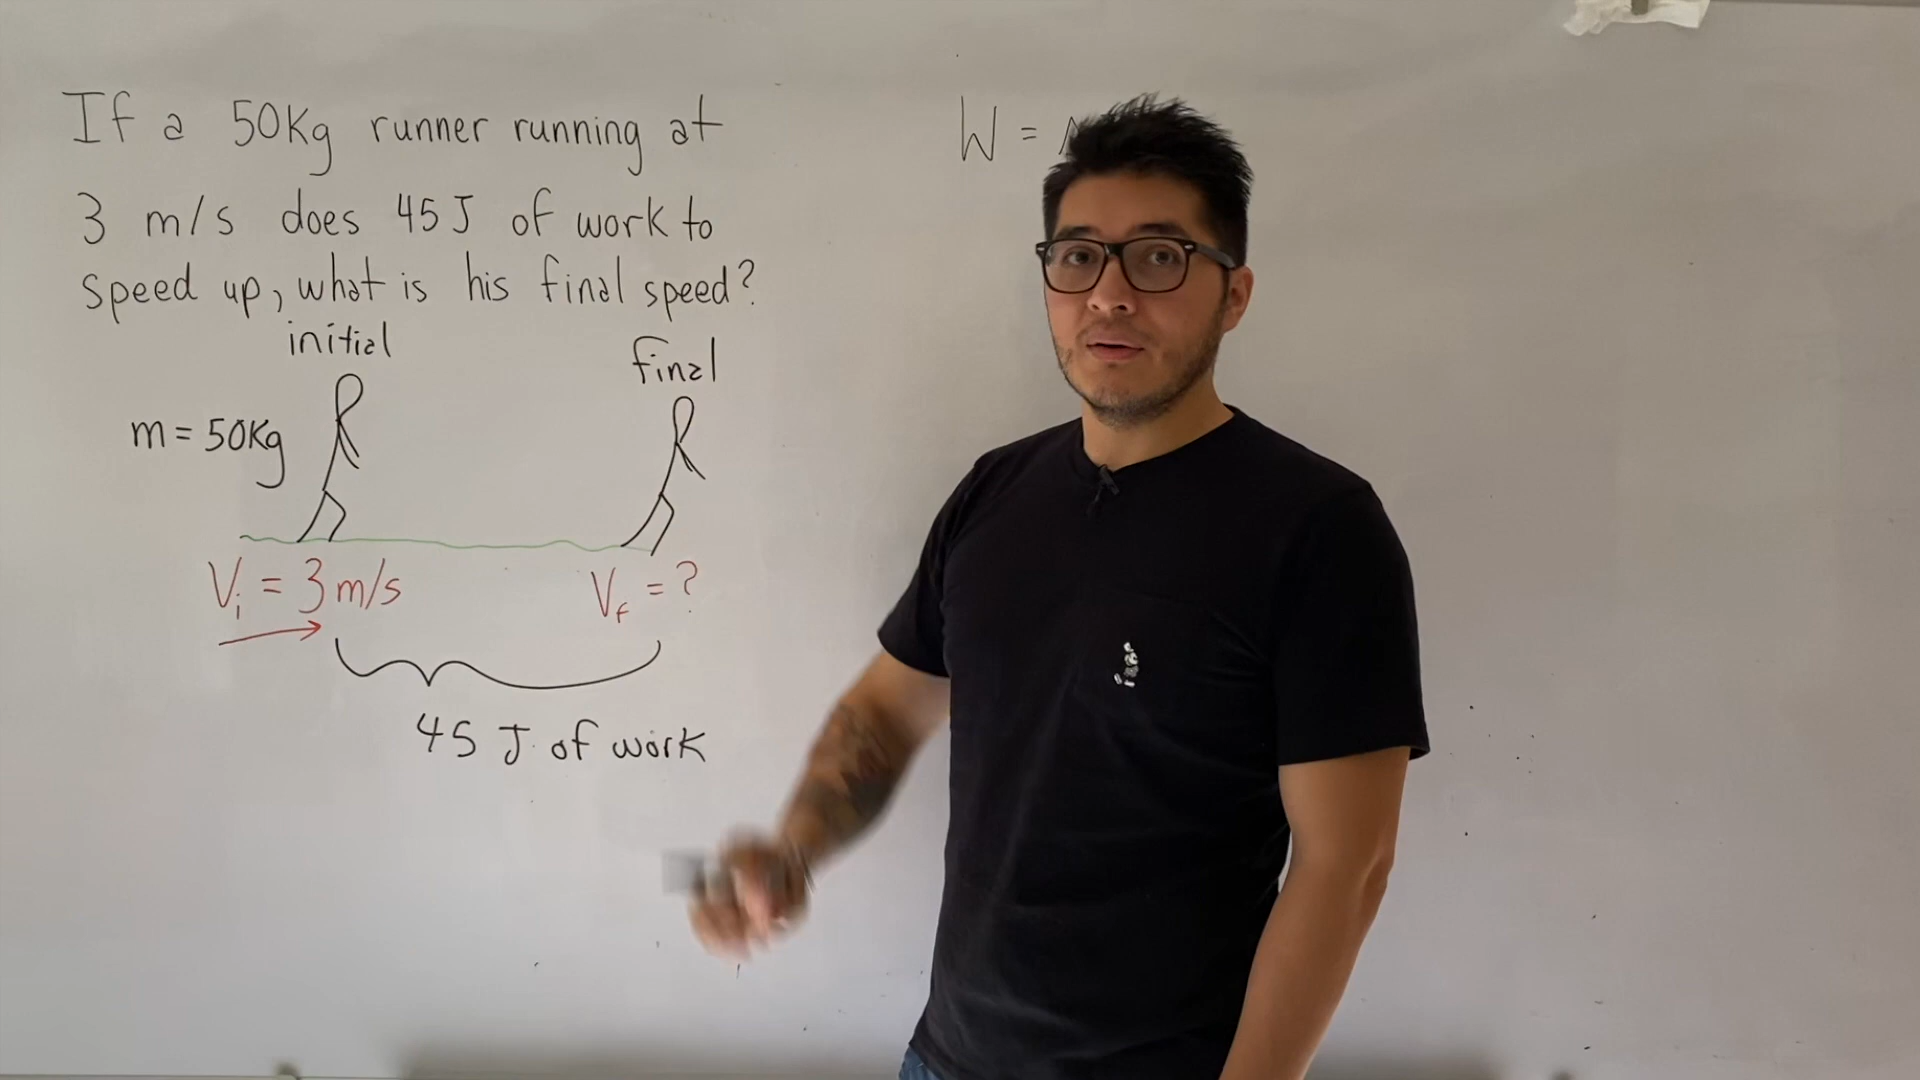 If a 50Kg runner running at
3 m/s does 45J of work to
speed up, what is his final speed?
initial
final
m = 50Kg
Vi = 3 m/s
Vf = ?
45 J of work
W =